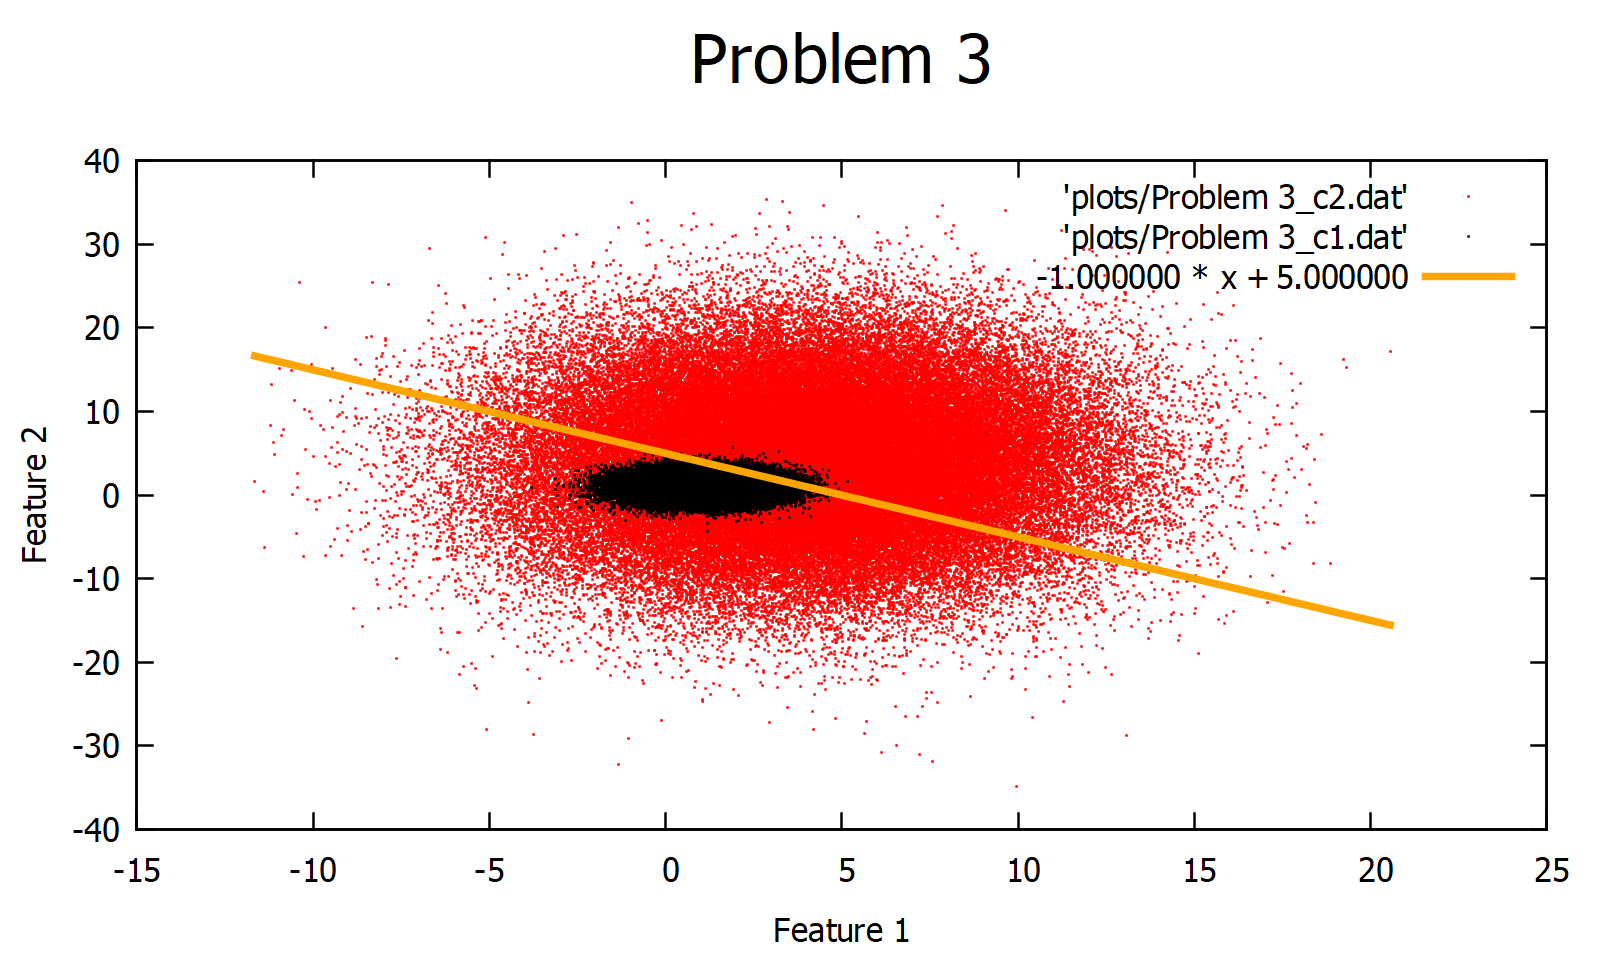 Problem 3
'plots/Problem 3_c2.dat'
'plots/Problem 3_c1.dat'
-1.000000 * x + 5.000000
40
30
20
10
0
-10
-20
-30
-40
Feature 2
-15 -10 -5 0 5 10 15 20 25
Feature 1